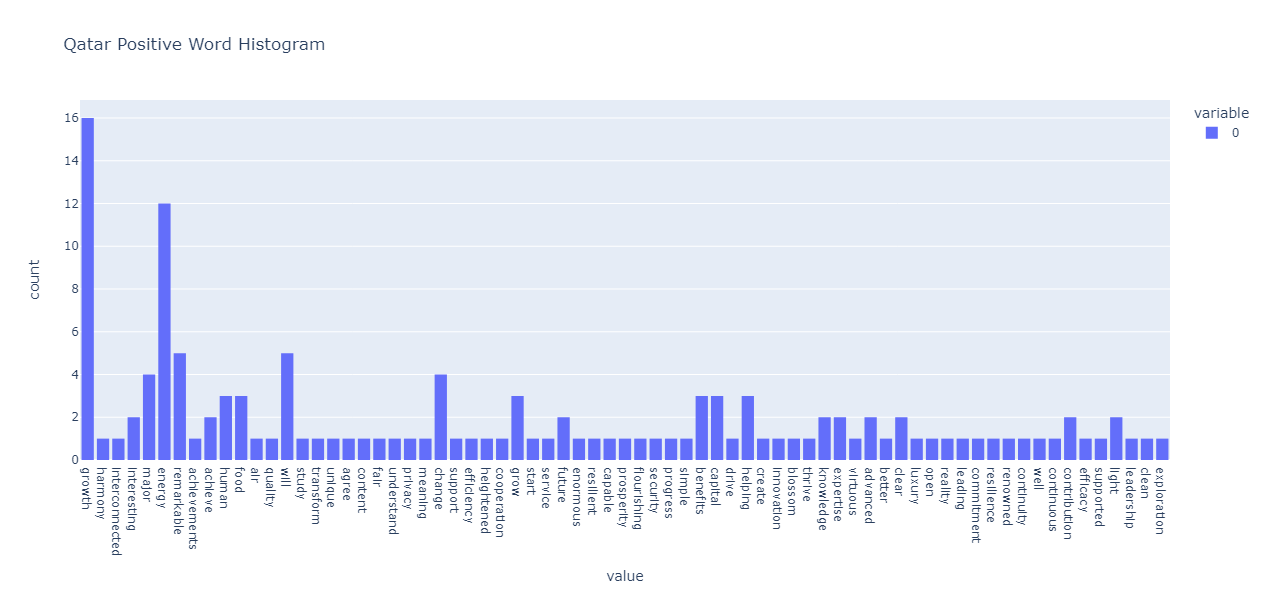 Qatar Positive Word Histogram
variable
0
count
16
14
12
10
8
6
4
2
0
growth
harmony
interconnected
interesting
major
energy
remarkable
achievements
achieve
human
food
air
quality
will
study
transform
unique
agree
content
fair
understand
privacy
meaning
change
support
efficiency
heightened
cooperation
grow
start
service
future
enormous
resilient
capable
prosperity
flourishing
security
progress
simple
benefits
capital
drive
helping
create
innovation
blossom
thrive
knowledge
expertise
virtuous
advanced
better
clear
luxury
open
reality
leading
commitment
resilience
renowned
continuity
well
continuous
contribution
efficacy
supported
light
leadership
clean
exploration
value